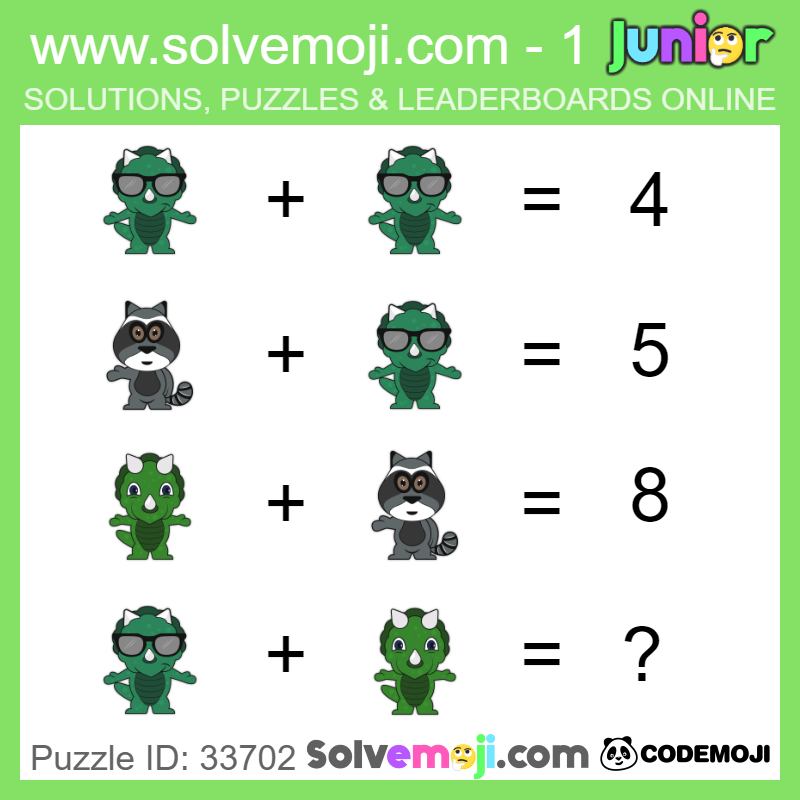 www.solvemoji.com - 1 Junior
SOLUTIONS, PUZZLES & LEADERBOARDS ONLINE
+ = 4
+ = 5
+ = 8
+ = ?
Puzzle ID: 33702 Solvemoji.com CODEMOJI